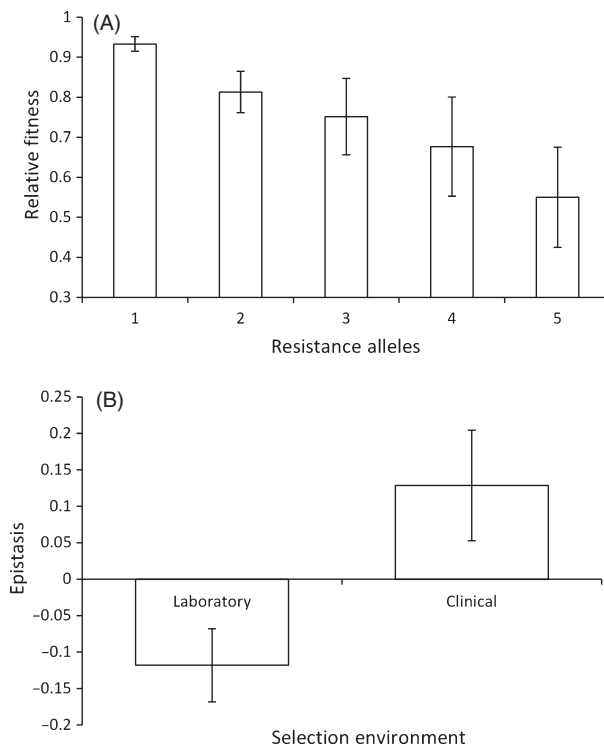 (A)
1
0.9
0.8
0.7
0.6
0.5
0.4
0.3
Relative fitness
1 2 3 4 5
Resistance alleles
(B)
0.25
0.2
0.15
0.1
0.05
0
−0.05
−0.1
−0.15
−0.2
Epistasis
Laboratory Clinical
Selection environment